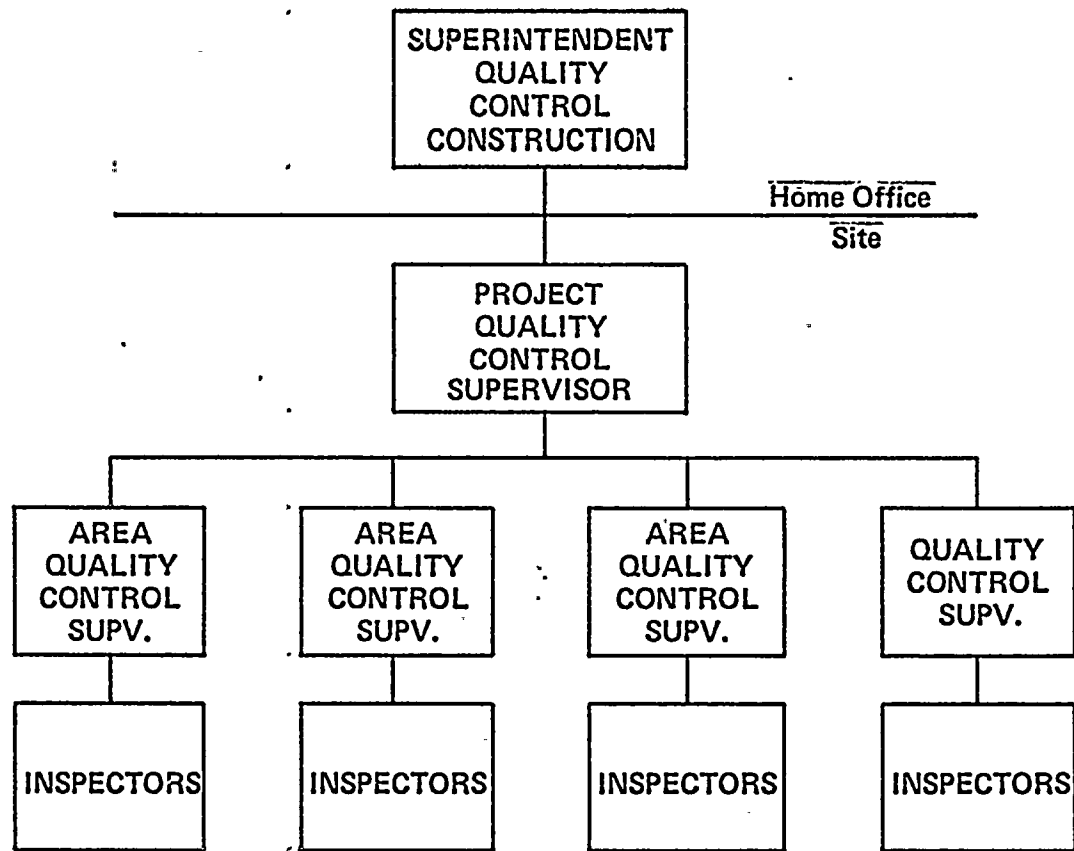 SUPERINTENDENT
QUALITY
CONTROL
CONSTRUCTION
Home Office
Site
PROJECT
QUALITY
CONTROL
SUPERVISOR
AREA
QUALITY
CONTROL
SUPV.
AREA
QUALITY
CONTROL
SUPV.
AREA
QUALITY
CONTROL
SUPV.
QUALITY
CONTROL
SUPV.
INSPECTORS
INSPECTORS
INSPECTORS
INSPECTORS